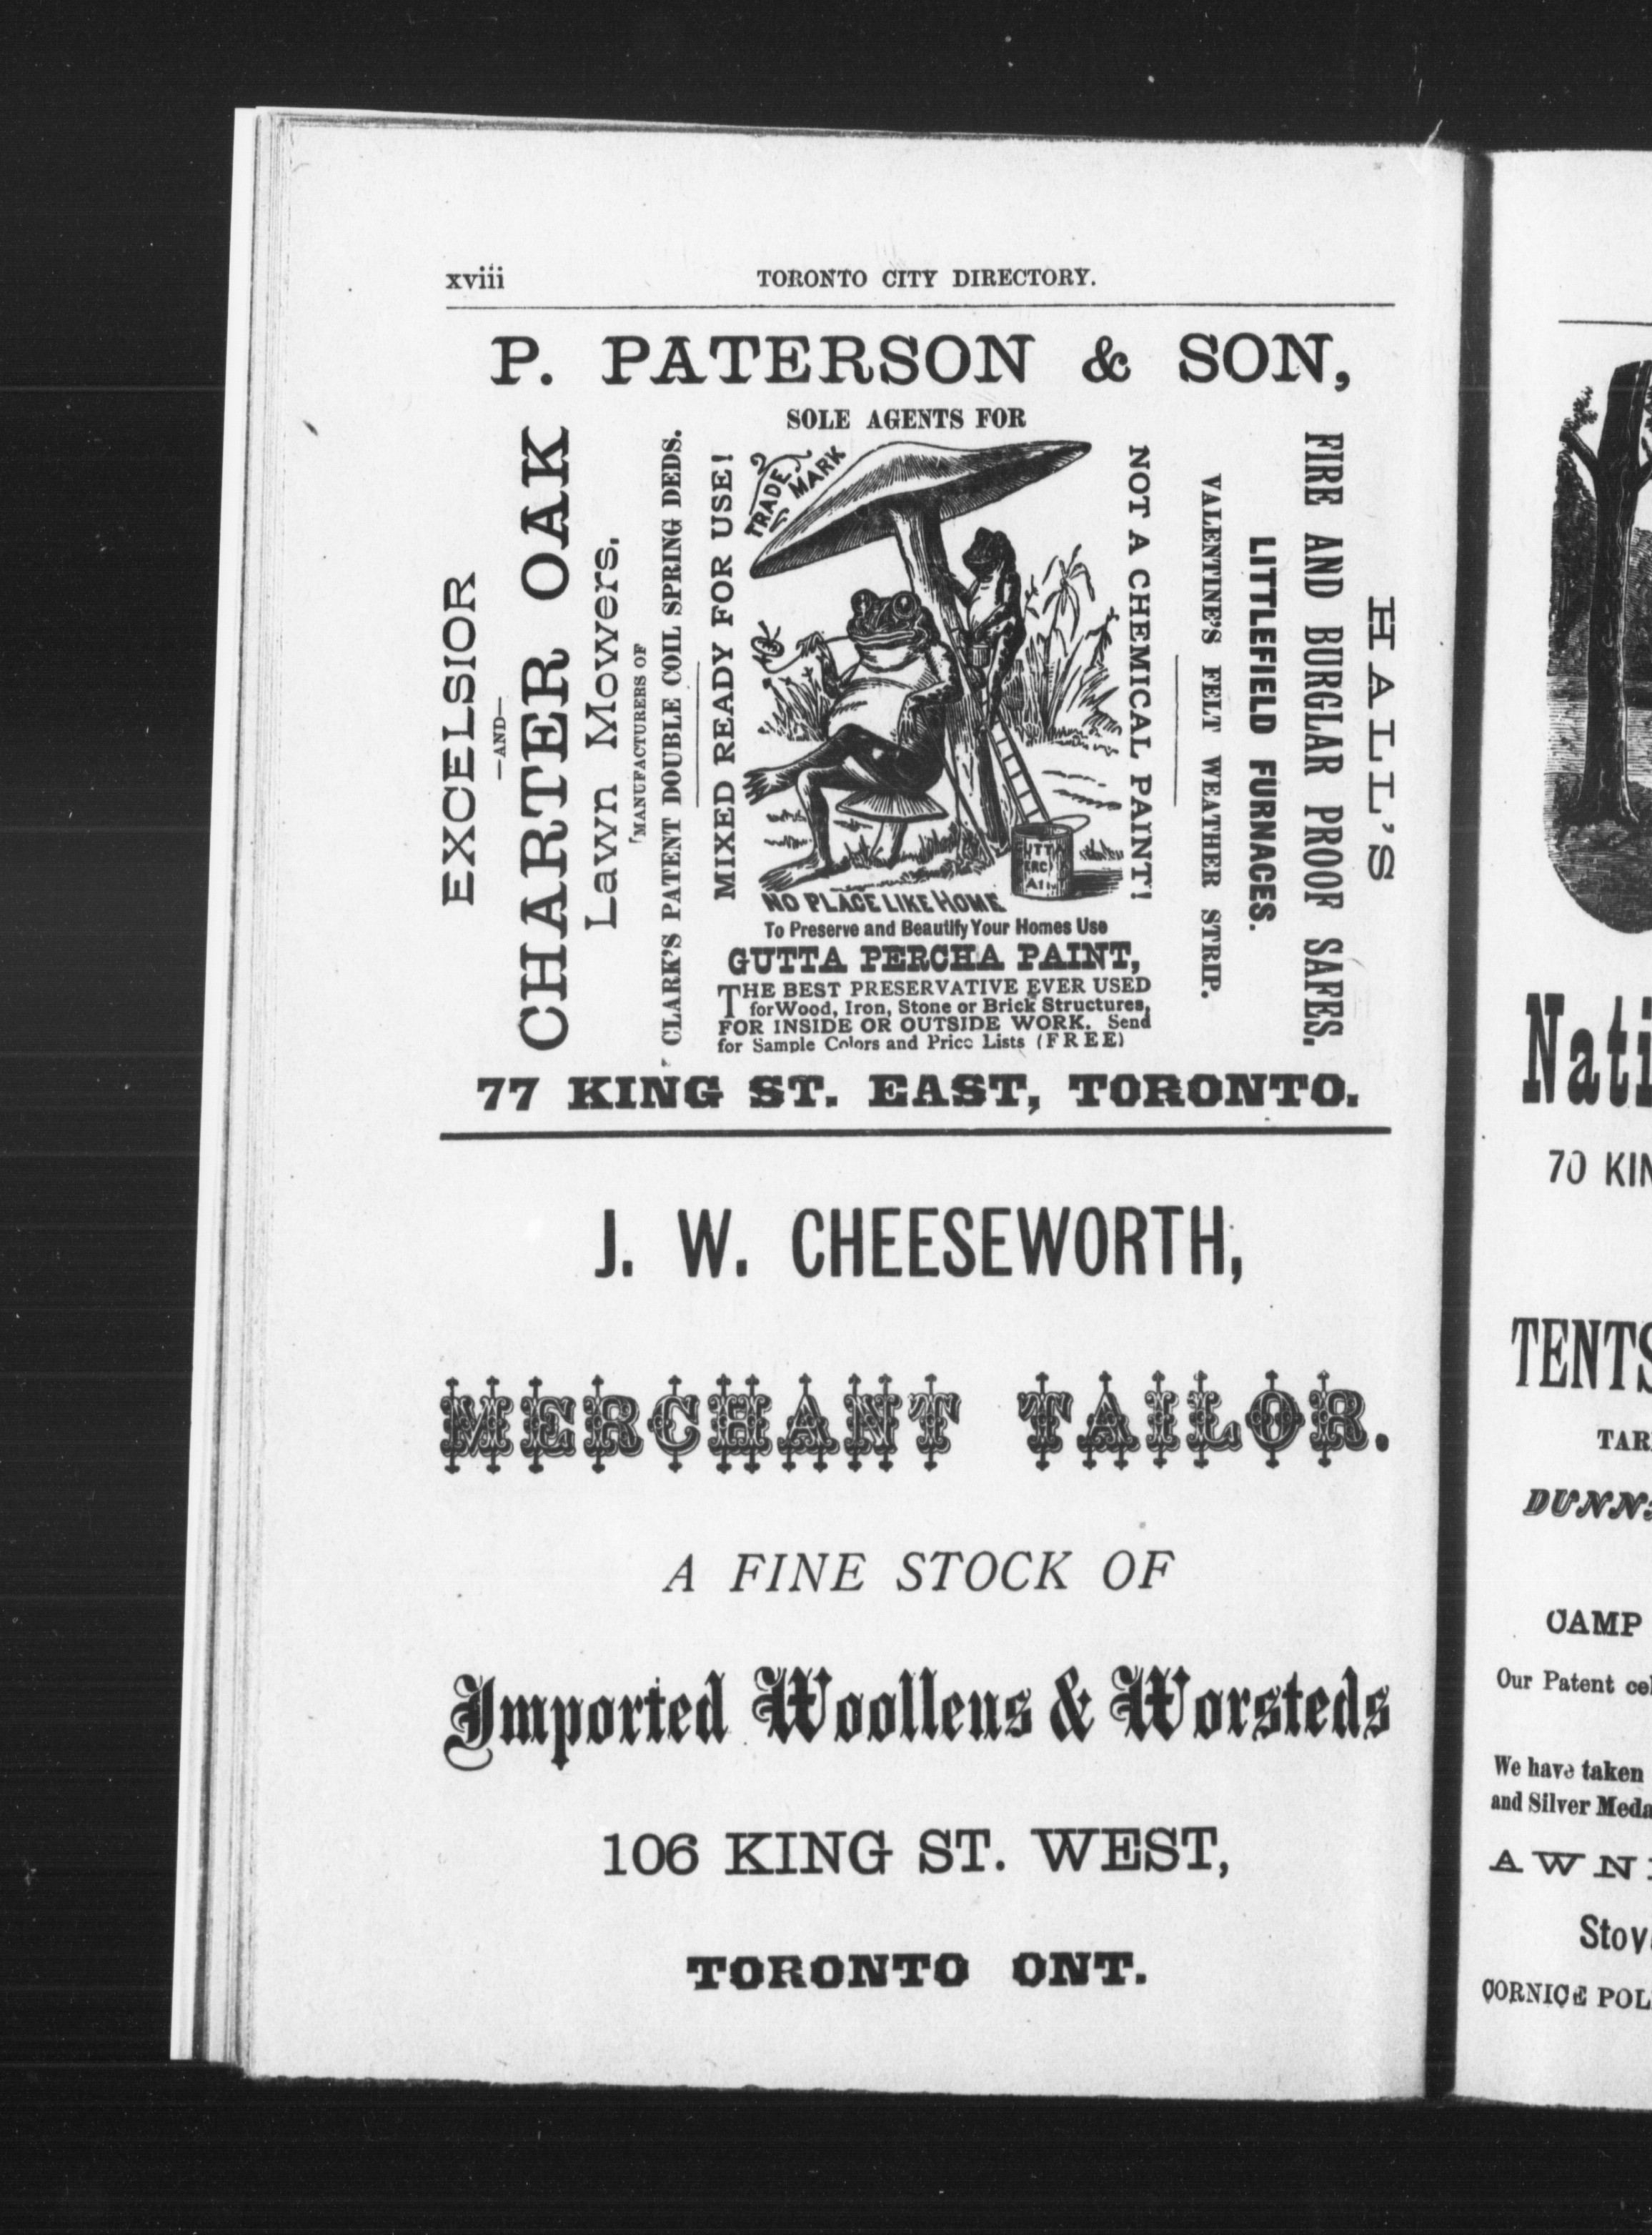 xviii TORONTO CITY DIRECTORY.
P. PATERSON & SON,
SOLE AGENTS FOR
EXCELSIOR
—AND—
CHARTER OAK
Lawn Mowers.
MANUFACTURERS OF
CLARK'S PATENT DOUBLE COIL SPRING DEDS.
MIXED READY FOR USE!
TRADE MARK
NO PLACE LIKE HOME
To Preserve and Beautify Your Homes Use
GUTTA PERCHA PAINT,
THE BEST PRESERVATIVE EVER USED
for Wood, Iron, Stone or Brick Structures,
FOR INSIDE OR OUTSIDE WORK. Send
for Sample Colors and Price Lists (FREE)
NOT A CHEMICAL PAINT!
VALENTINE'S FELT WEATHER STRIP.
LITTLEFIELD FURNACES.
FIRE AND BURGLAR PROOF SAFES.
HALL'S
77 KING ST. EAST, TORONTO.
J. W. CHEESEWORTH,
MERCHANT TAILOR.
A FINE STOCK OF
Imported Woollens & Worsteds
106 KING ST. WEST,
TORONTO ONT.
Nati
70 KIN
TENTS
TAR
DUNN
CAMP
Our Patent cel
We have taken
and Silver Meda
AWN
Stov
CORNICE POL